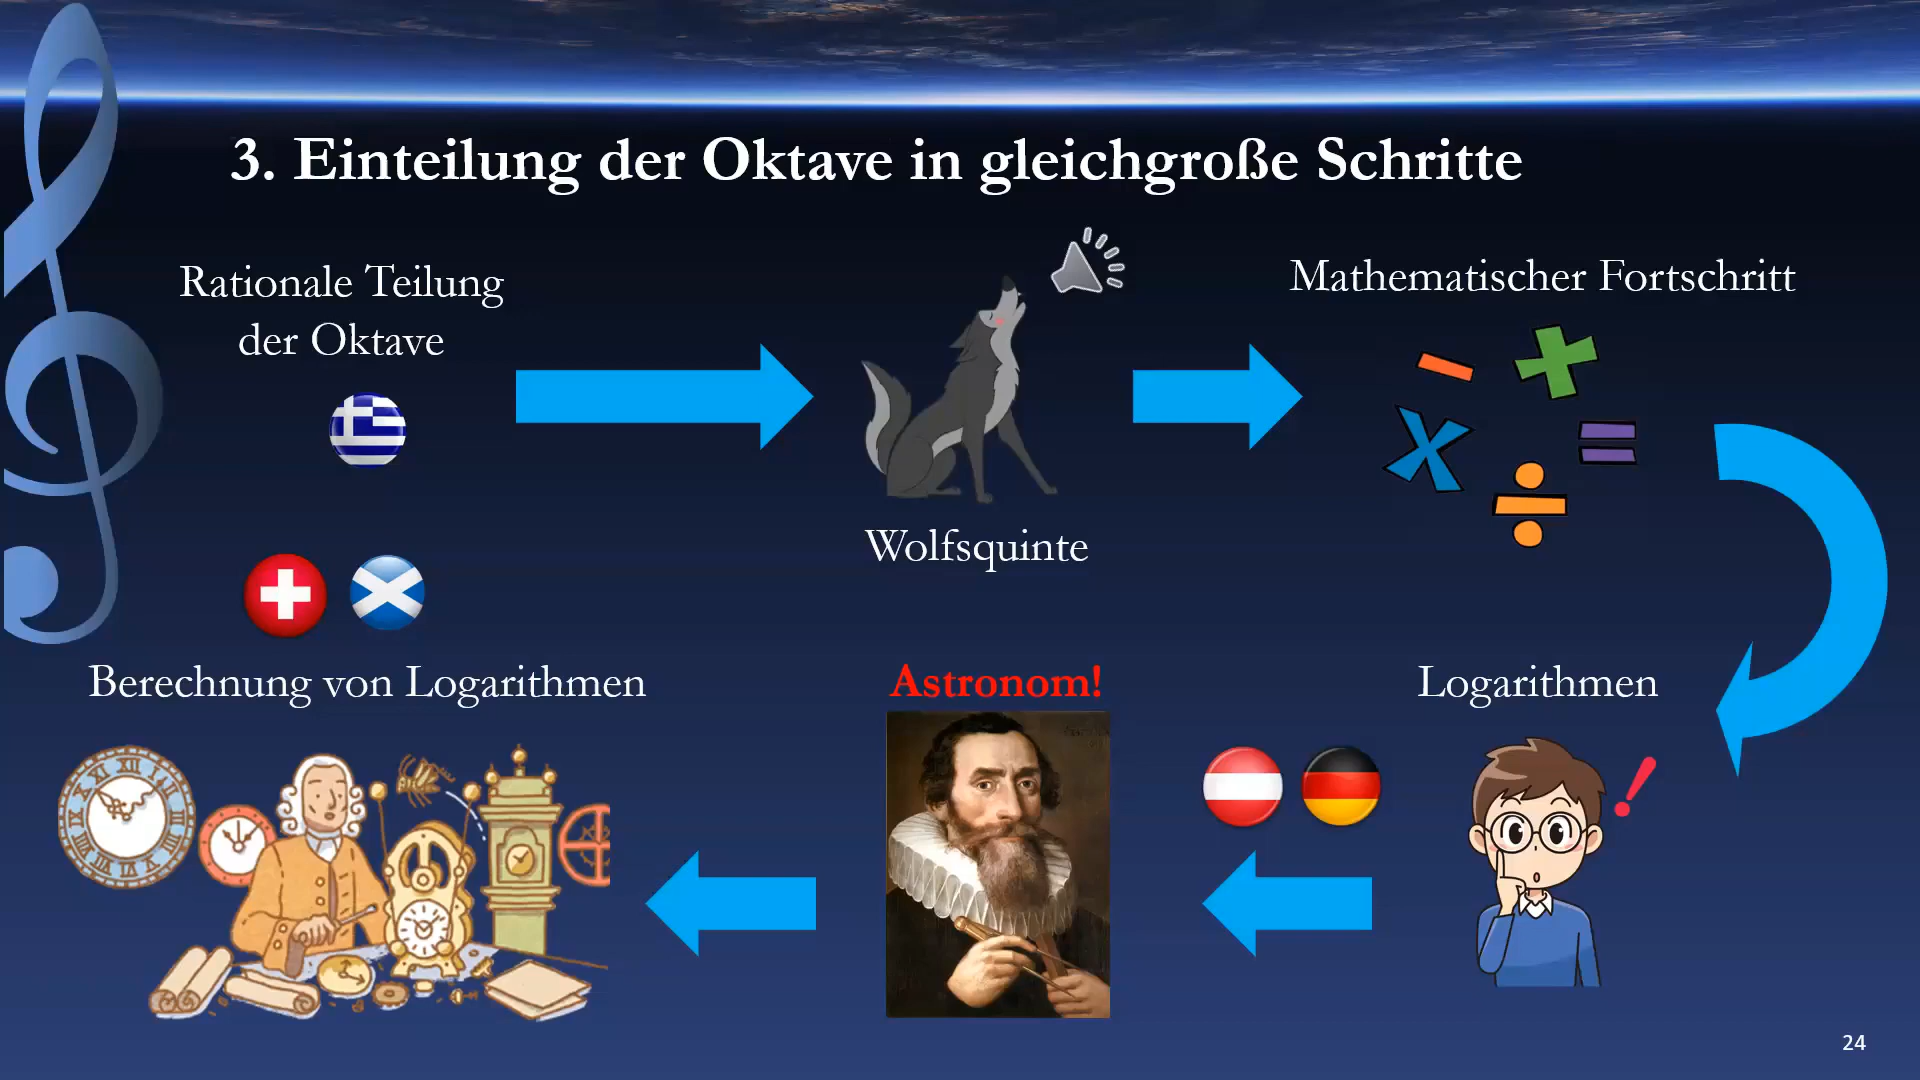 3. Einteilung der Oktave in gleichgroße Schritte
Rationale Teilung
der Oktave
Wolfsquinte
Mathematischer Fortschritt
Logarithmen
Astronom!
Berechnung von Logarithmen
24